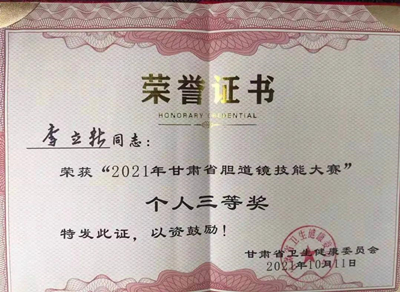 荣誉证书
HONORARY CREDENTIAL
李立新同志：
荣获“2021年甘肃省胆道镜技能大赛”
个人三等奖
特发此证，以资鼓励！
甘肃省卫生健康委员会
2021年10月11日